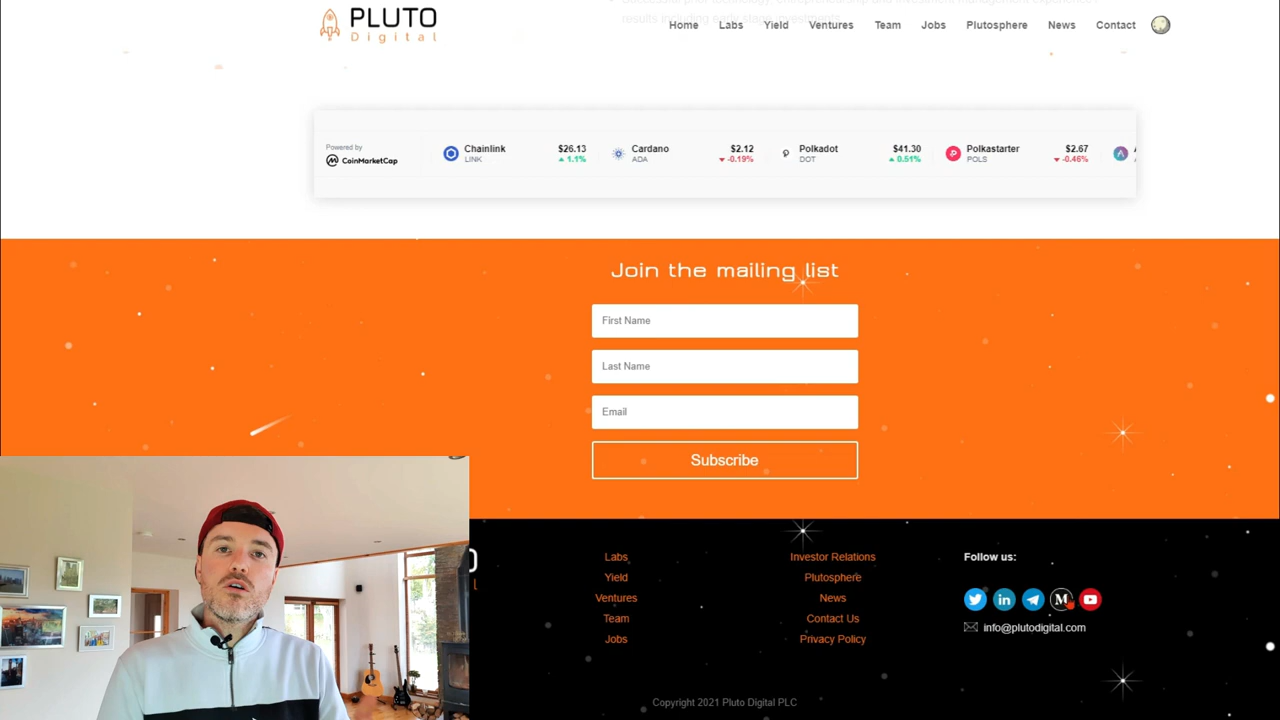 PLUTO
Digital
Home Labs Yield Ventures Team Jobs Plutosphere News Contact
Powered by
CoinMarketCap
Chainlink $26.13
LINK 1.1%
Cardano $2.12
ADA -0.19%
Polkadot $41.30
DOT 0.51%
Polkastarter $2.67
POLS -0.46%
Join the mailing list
First Name
Last Name
Email
Subscribe
Labs
Yield
Ventures
Team
Jobs
Investor Relations
Plutosphere
News
Contact Us
Privacy Policy
Follow us:
info@plutodigital.com
Copyright 2021 Pluto Digital PLC